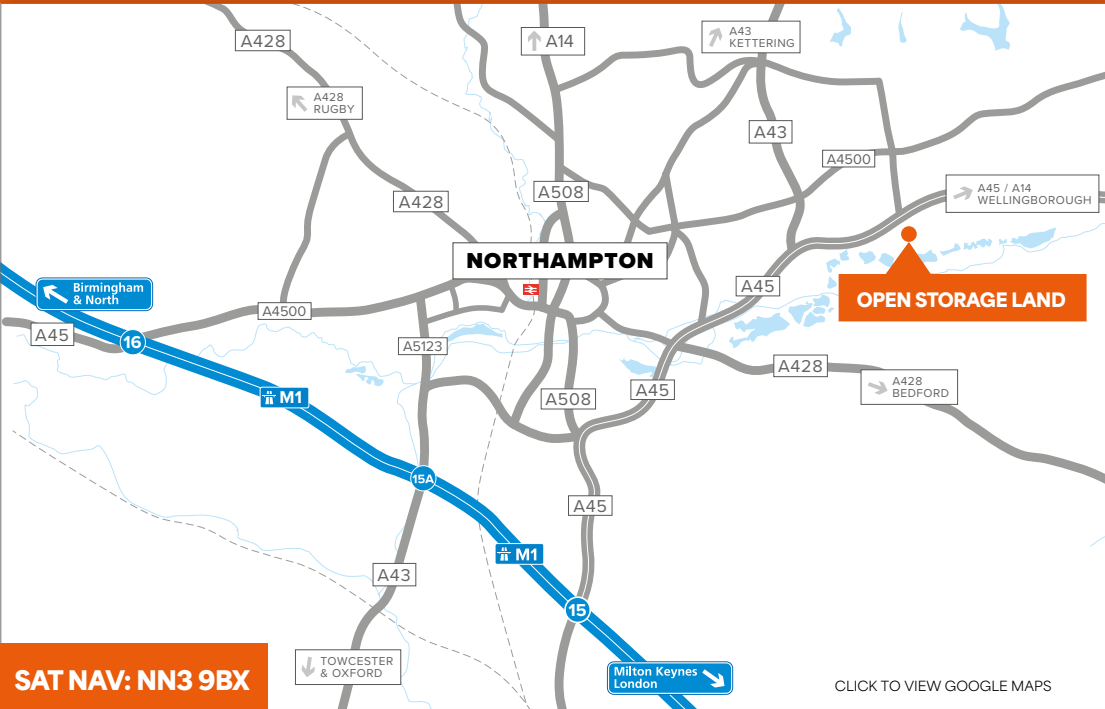 A428
A14
A43
KETTERING
A428
RUGBY
A43
A4500
A508
A428
A45 / A14
WELLINGBOROUGH
NORTHAMPTON
Birmingham
& North
A45
OPEN STORAGE LAND
A4500
A45
16
A5123
A428
A428
BEDFORD
A45
M1
A508
15A
A45
M1
A43
15
TOWCESTER
& OXFORD
Milton Keynes
London
SAT NAV: NN3 9BX
CLICK TO VIEW GOOGLE MAPS